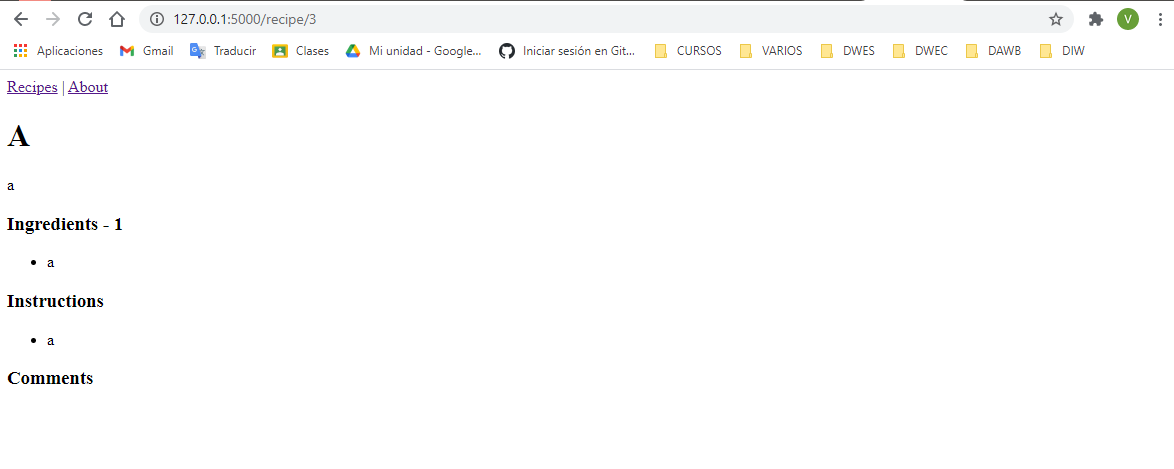 127.0.0.1:5000/recipe/3
V
Aplicaciones Gmail Traducir Clases Mi unidad - Google... Iniciar sesión en Git... CURSOS VARIOS DWES DWEC DAWB DIW
Recipes | About
A
a
Ingredients - 1
• a
Instructions
• a
Comments